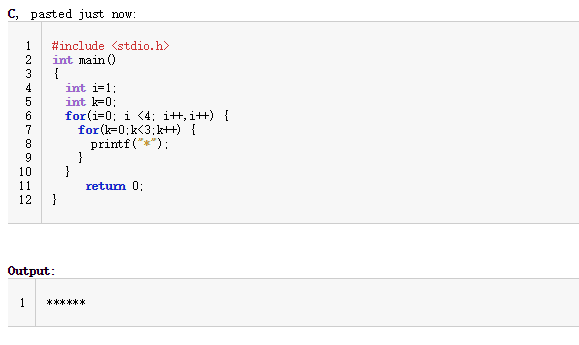 C, pasted just now:
1 #include <stdio.h>
2 int main()
3 {
4 int i=1;
5 int k=0;
6 for(i=0; i <4; i++,i++) {
7 for(k=0;k<3;k++) {
8 printf("*");
9 }
10 }
11 return 0;
12 }
Output:
1 ******